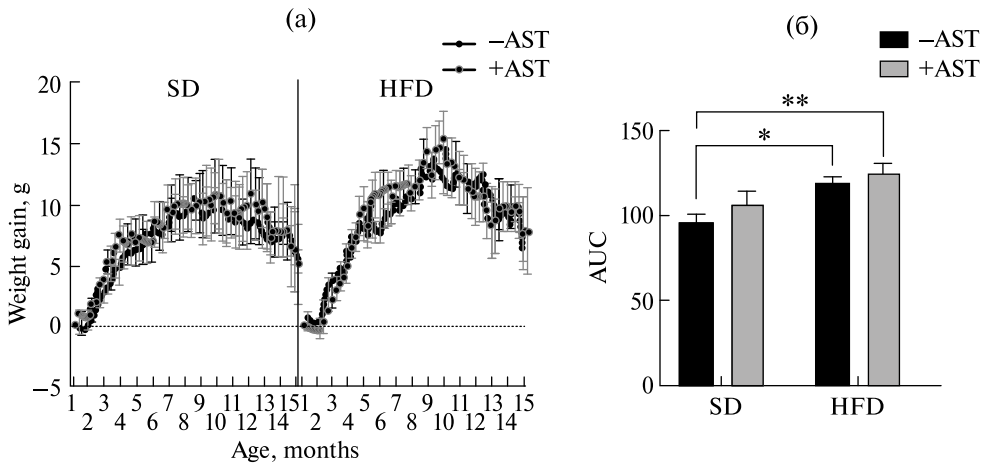 (а)
–AST
+AST
SD
HFD
20
15
10
5
0
–5
Weight gain, g
1 3 5 7 9 11 13 15 1 3 5 7 9 11 13 15
2 4 6 8 10 12 14 2 4 6 8 10 12 14
Age, months
(б)
–AST
+AST
**
*
150
100
50
0
AUC
SD HFD